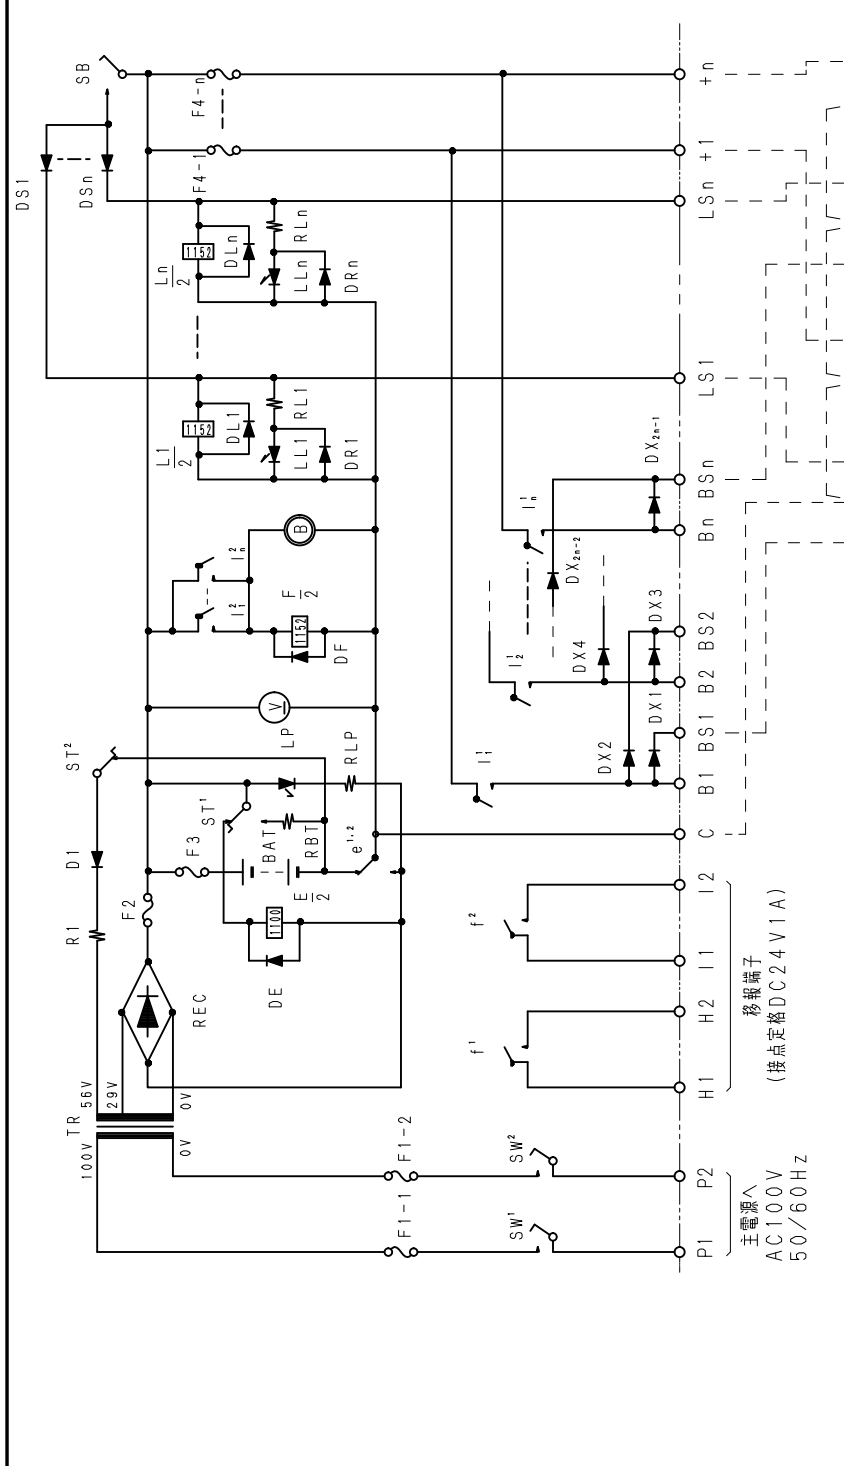 SB
F4-n
F4-1
DS1
DSn
Ln
2
1152
DLn
RLn
LLn
DRn
L1
2
1152
DL1
RL1
LL1
DR1
B
l²n
l²1
F
2
1152
DF
V
LP
RLP
ST²
ST¹
D1
R1
F2
F3
BAT
RBT
e¹·²
E
2
1100
DE
REC
TR
100V
0V
56V
29V
0V
F1-1
F1-2
SW¹
SW²
f¹
f²
l¹1
l¹2
l¹n
DX1
DX2
DX3
DX4
DX2n-2
DX2n-1
P1
P2
H1
H2
I1
I2
C
B1
BS1
B2
BS2
Bn
BSn
LS1
LSn
+1
+n
主電源へ
AC100V
50/60Hz
移報端子
(接点定格DC24V1A)